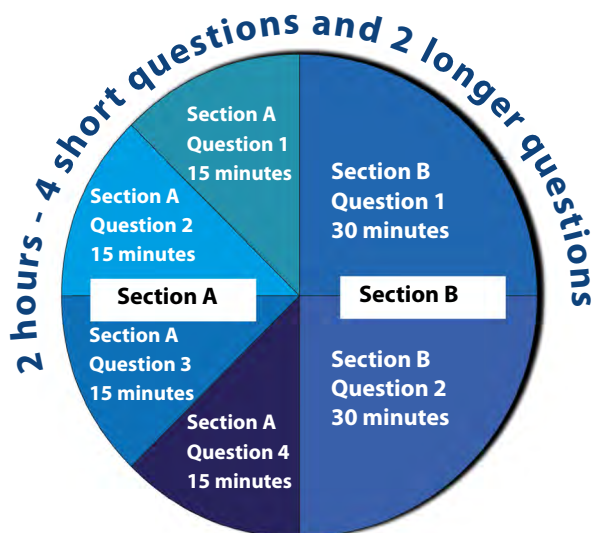 2 hours - 4 short questions and 2 longer questions
Section A
Question 1
15 minutes
Section A
Question 2
15 minutes
Section A
Section A
Question 3
15 minutes
Section A
Question 4
15 minutes
Section B
Question 1
30 minutes
Section B
Section B
Question 2
30 minutes